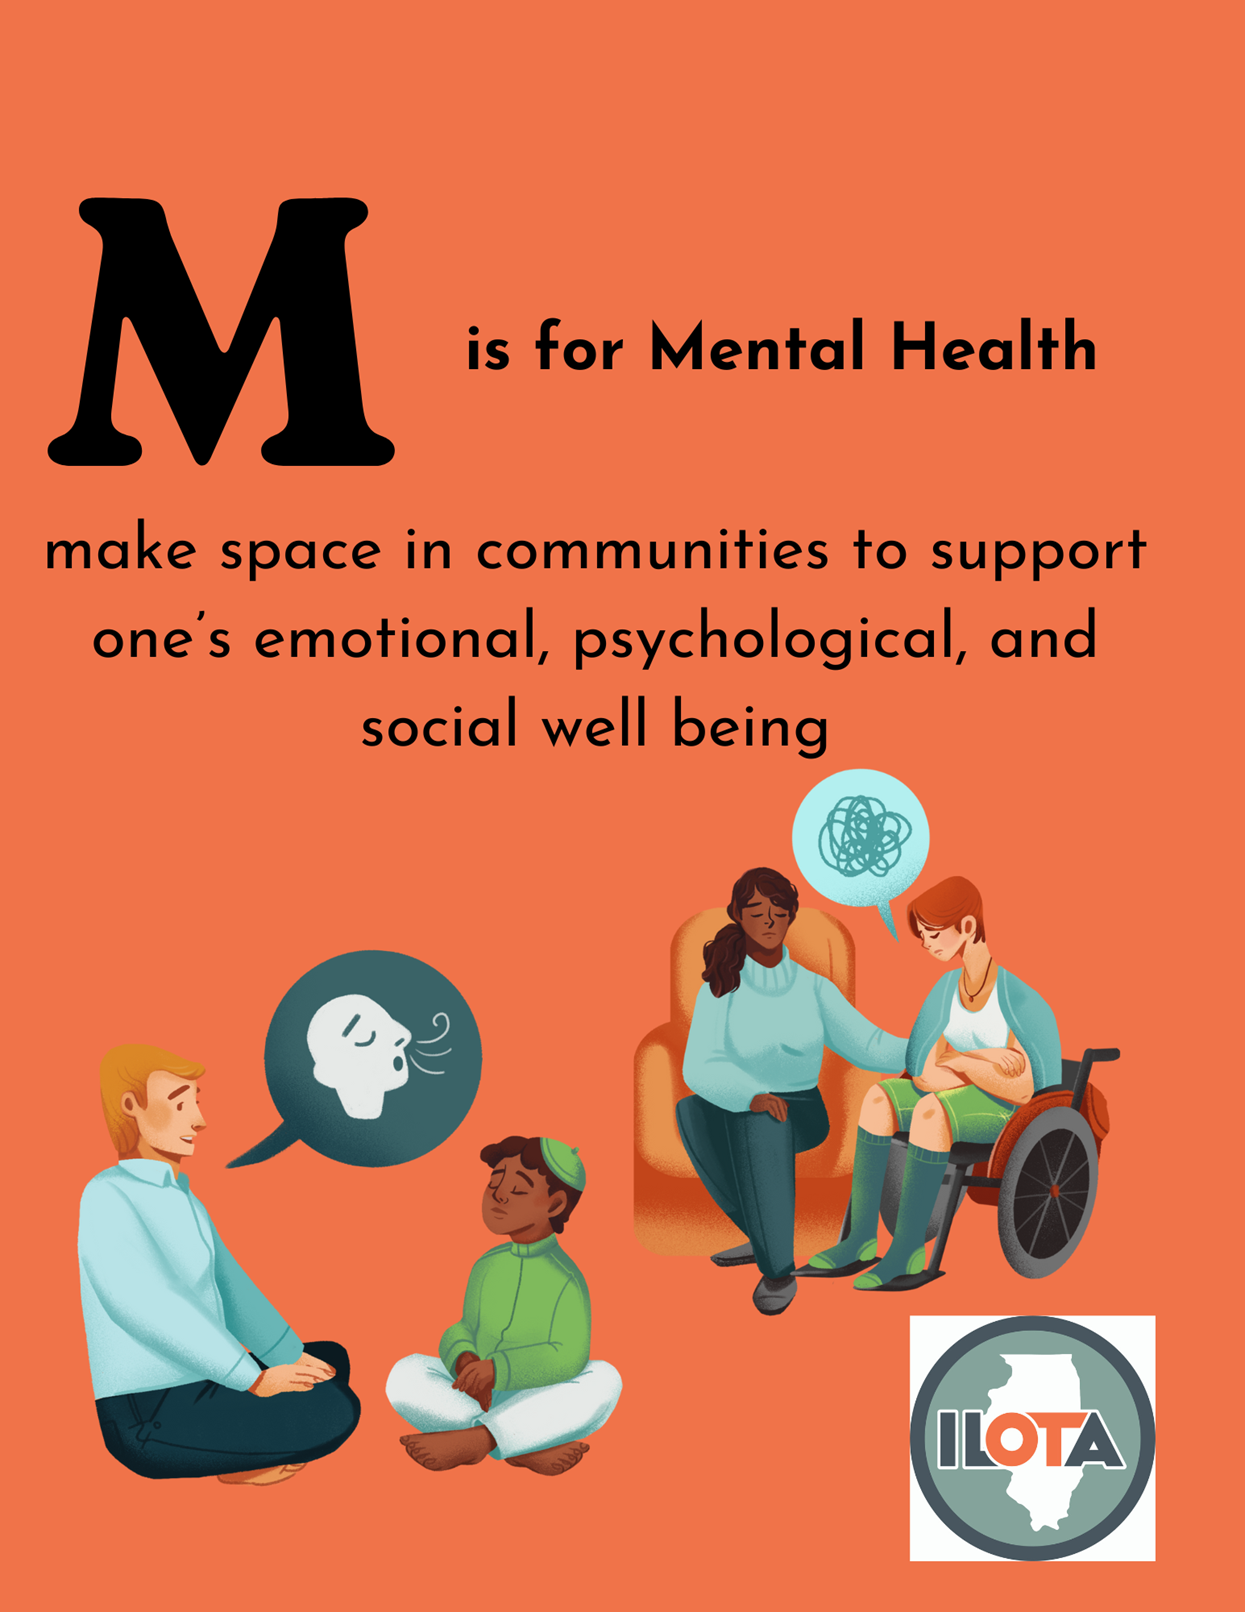 M
is for Mental Health
make space in communities to support
one's emotional, psychological, and
social well being
ILOTA